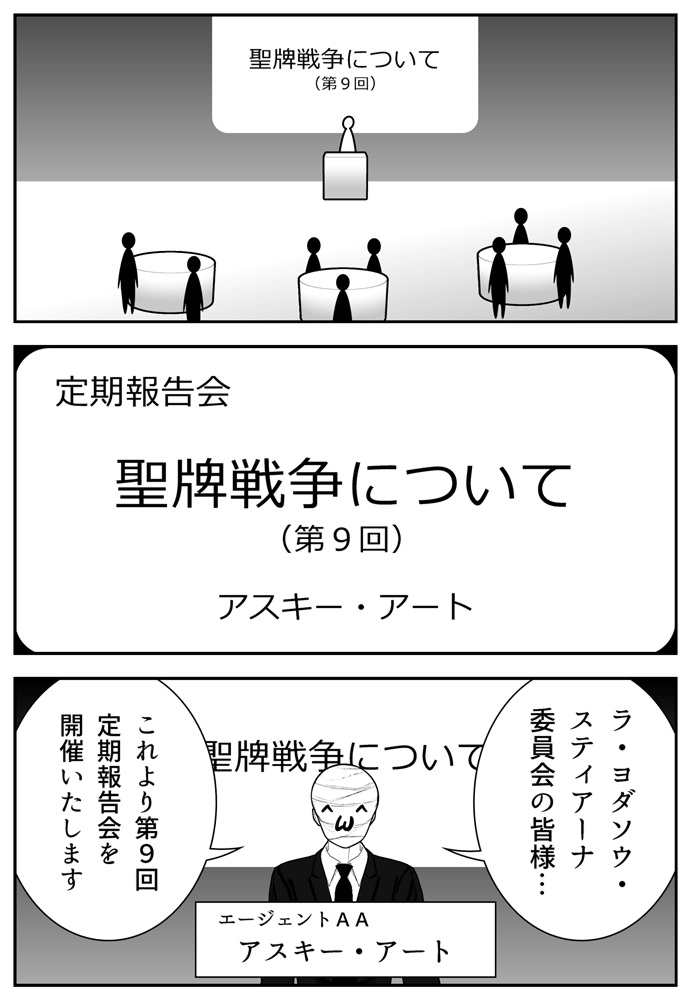 聖牌戦争について
（第９回）
定期報告会
聖牌戦争について
（第９回）
アスキー・アート
ラ・ヨダソウ・
スティアーナ
委員会の皆様…
聖牌戦争について
これより第９回
定期報告会を
開催いたします
^ω^
エージェントＡＡ
アスキー・アート